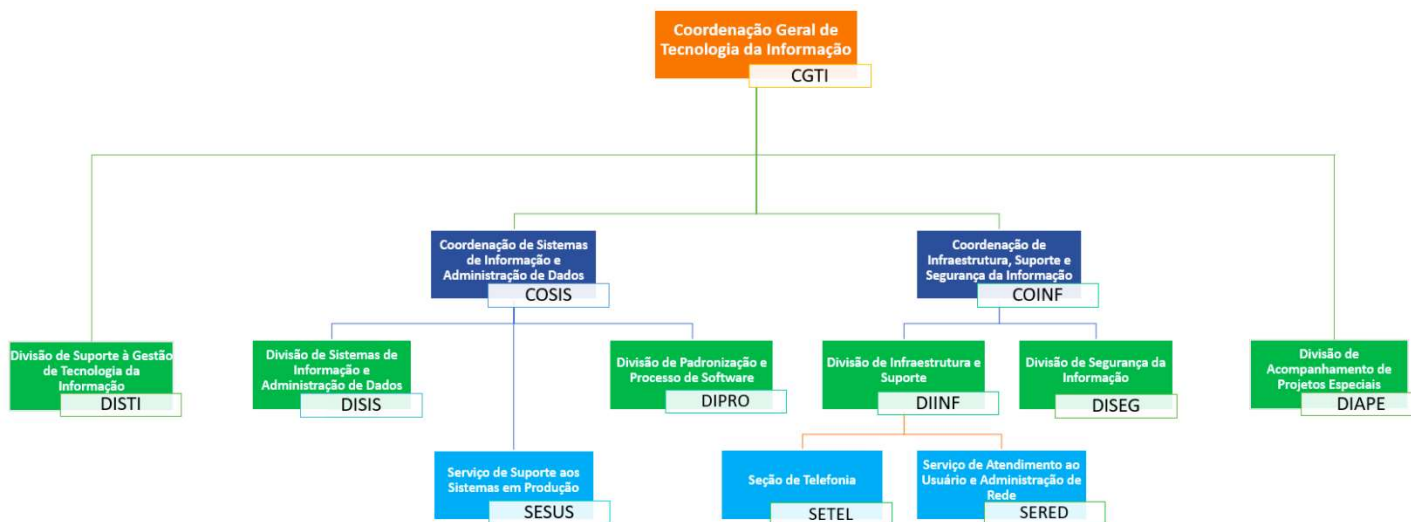 Coordenação Geral de
Tecnologia da Informação
CGTI
Coordenação de Sistemas
de Informação e
Administração de Dados
COSIS
Coordenação de
Infraestrutura, Suporte e
Segurança da Informação
COINF
Divisão de Suporte à Gestão
de Tecnologia da
Informação
DISTI
Divisão de Sistemas de
Informação e
Administração de Dados
DISIS
Divisão de Padronização e
Processo de Software
DIPRO
Divisão de Infraestrutura e
Suporte
DIINF
Divisão de Segurança da
Informação
DISEG
Divisão de
Acompanhamento de
Projetos Especiais
DIAPE
Serviço de Suporte aos
Sistemas em Produção
SESUS
Seção de Telefonia
SETEL
Serviço de Atendimento ao
Usuário e Administração de
Rede
SERED